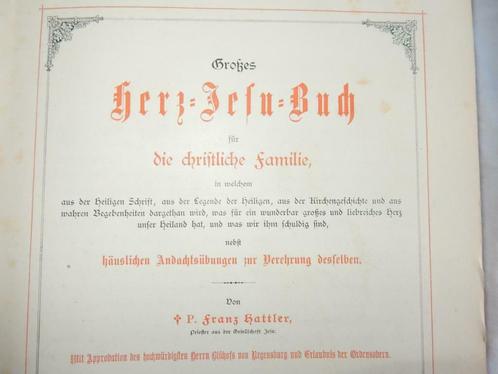 Großes
Herz-Jesu-Buch
für
die christliche Familie,
in welchem
aus der Heiligen Schrift, aus der Legende der Heiligen, aus der Kirchengeschichte und aus
wahren Begebenheiten dargethan wird, was für ein wunderbar großes und liebreiches Herz
unser Heiland hat, und was wir ihm schuldig sind,
nebst
häuslichen Andachtsübungen zur Verehrung desselben.
Von
✝ P. Franz Hattler,
Priester aus der Gesellschaft Jesu.
Mit Approbation des hochwürdigsten Herrn Bischofs von Regensburg und Erlaubnis der Ordensobern.